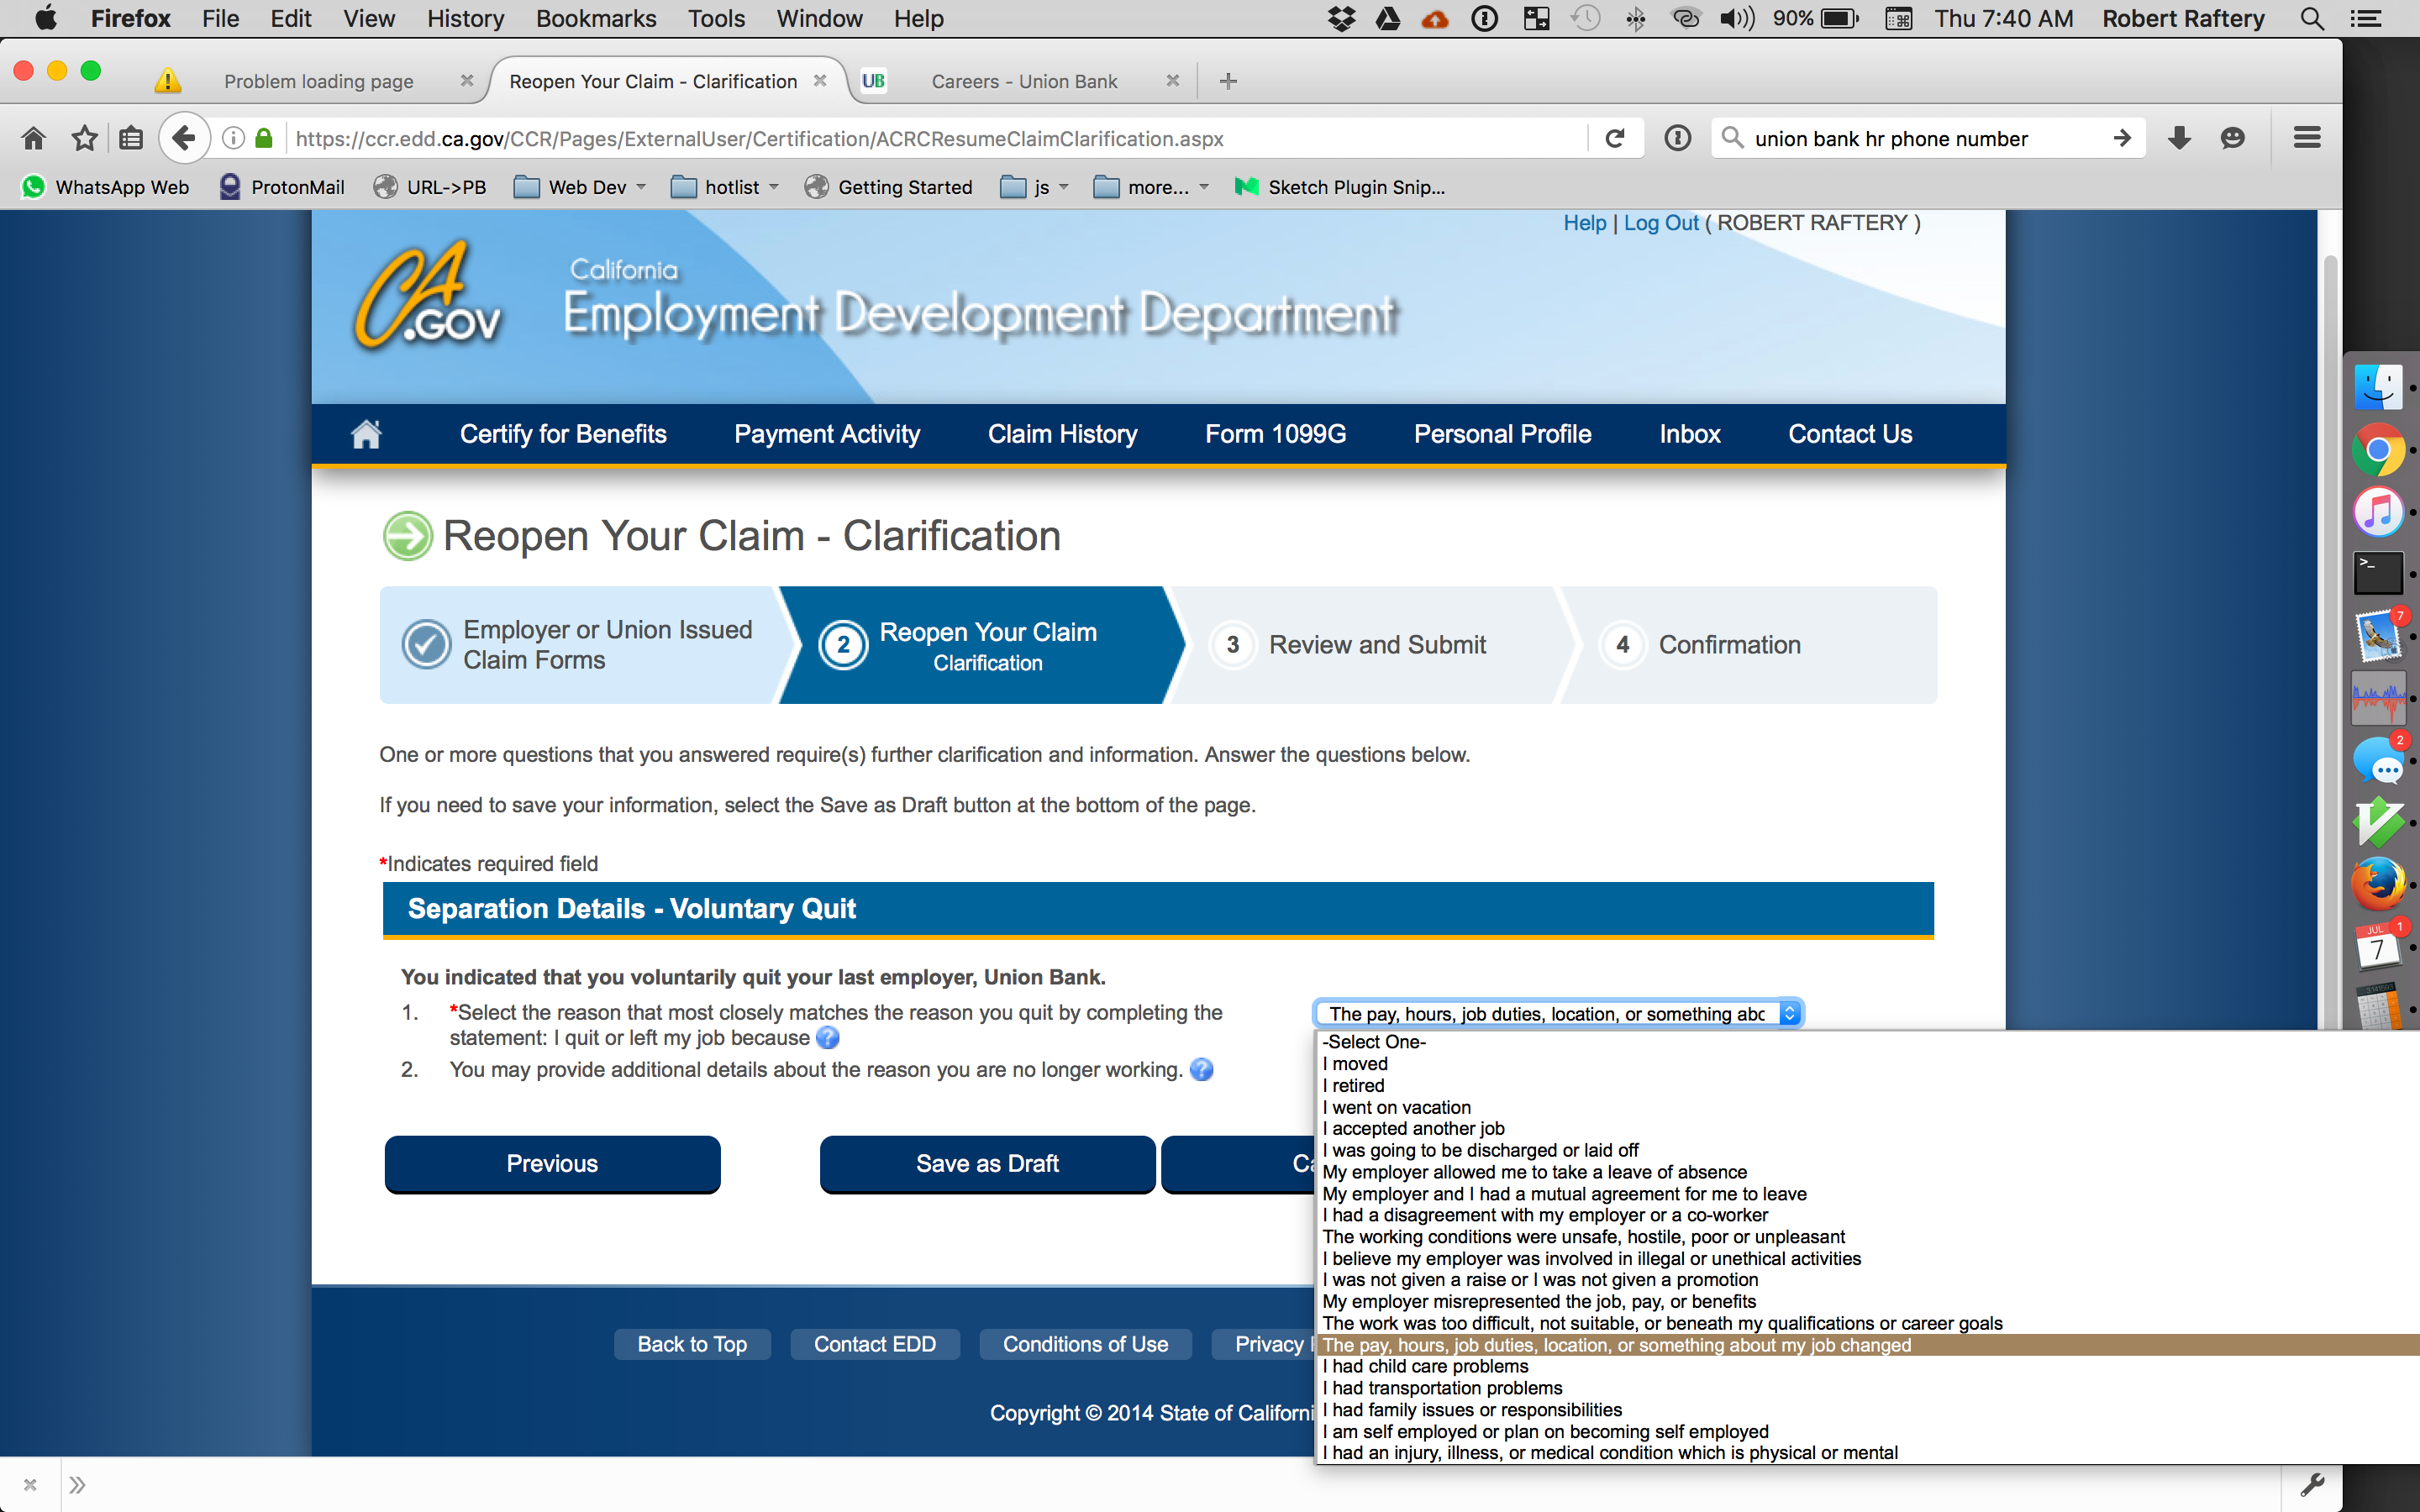 Firefox File Edit View History Bookmarks Tools Window Help 90% Thu 7:40 AM Robert Raftery
Problem loading page Reopen Your Claim - Clarification UB Careers - Union Bank
https://ccr.edd.ca.gov/CCR/Pages/ExternalUser/Certification/ACRCResumeClaimClarification.aspx union bank hr phone number
WhatsApp Web ProtonMail URL->PB Web Dev hotlist Getting Started js more... Sketch Plugin Snip...
Help | Log Out ( ROBERT RAFTERY )
CA.GOV
California
Employment Development Department
Certify for Benefits Payment Activity Claim History Form 1099G Personal Profile Inbox Contact Us
Reopen Your Claim - Clarification
Employer or Union Issued
Claim Forms
2 Reopen Your Claim
Clarification
3 Review and Submit
4 Confirmation
One or more questions that you answered require(s) further clarification and information. Answer the questions below.
If you need to save your information, select the Save as Draft button at the bottom of the page.
*Indicates required field
Separation Details - Voluntary Quit
You indicated that you voluntarily quit your last employer, Union Bank.
1. *Select the reason that most closely matches the reason you quit by completing the
statement: I quit or left my job because ?
2. You may provide additional details about the reason you are no longer working. ?
The pay, hours, job duties, location, or something abc
-Select One-
I moved
I retired
I went on vacation
I accepted another job
I was going to be discharged or laid off
My employer allowed me to take a leave of absence
My employer and I had a mutual agreement for me to leave
I had a disagreement with my employer or a co-worker
The working conditions were unsafe, hostile, poor or unpleasant
I believe my employer was involved in illegal or unethical activities
I was not given a raise or I was not given a promotion
My employer misrepresented the job, pay, or benefits
The work was too difficult, not suitable, or beneath my qualifications or career goals
The pay, hours, job duties, location, or something about my job changed
I had child care problems
I had transportation problems
I had family issues or responsibilities
I am self employed or plan on becoming self employed
I had an injury, illness, or medical condition which is physical or mental
Previous Save as Draft Ca
Back to Top Contact EDD Conditions of Use Privacy
Copyright © 2014 State of Californi
7
2
JUL 1
7